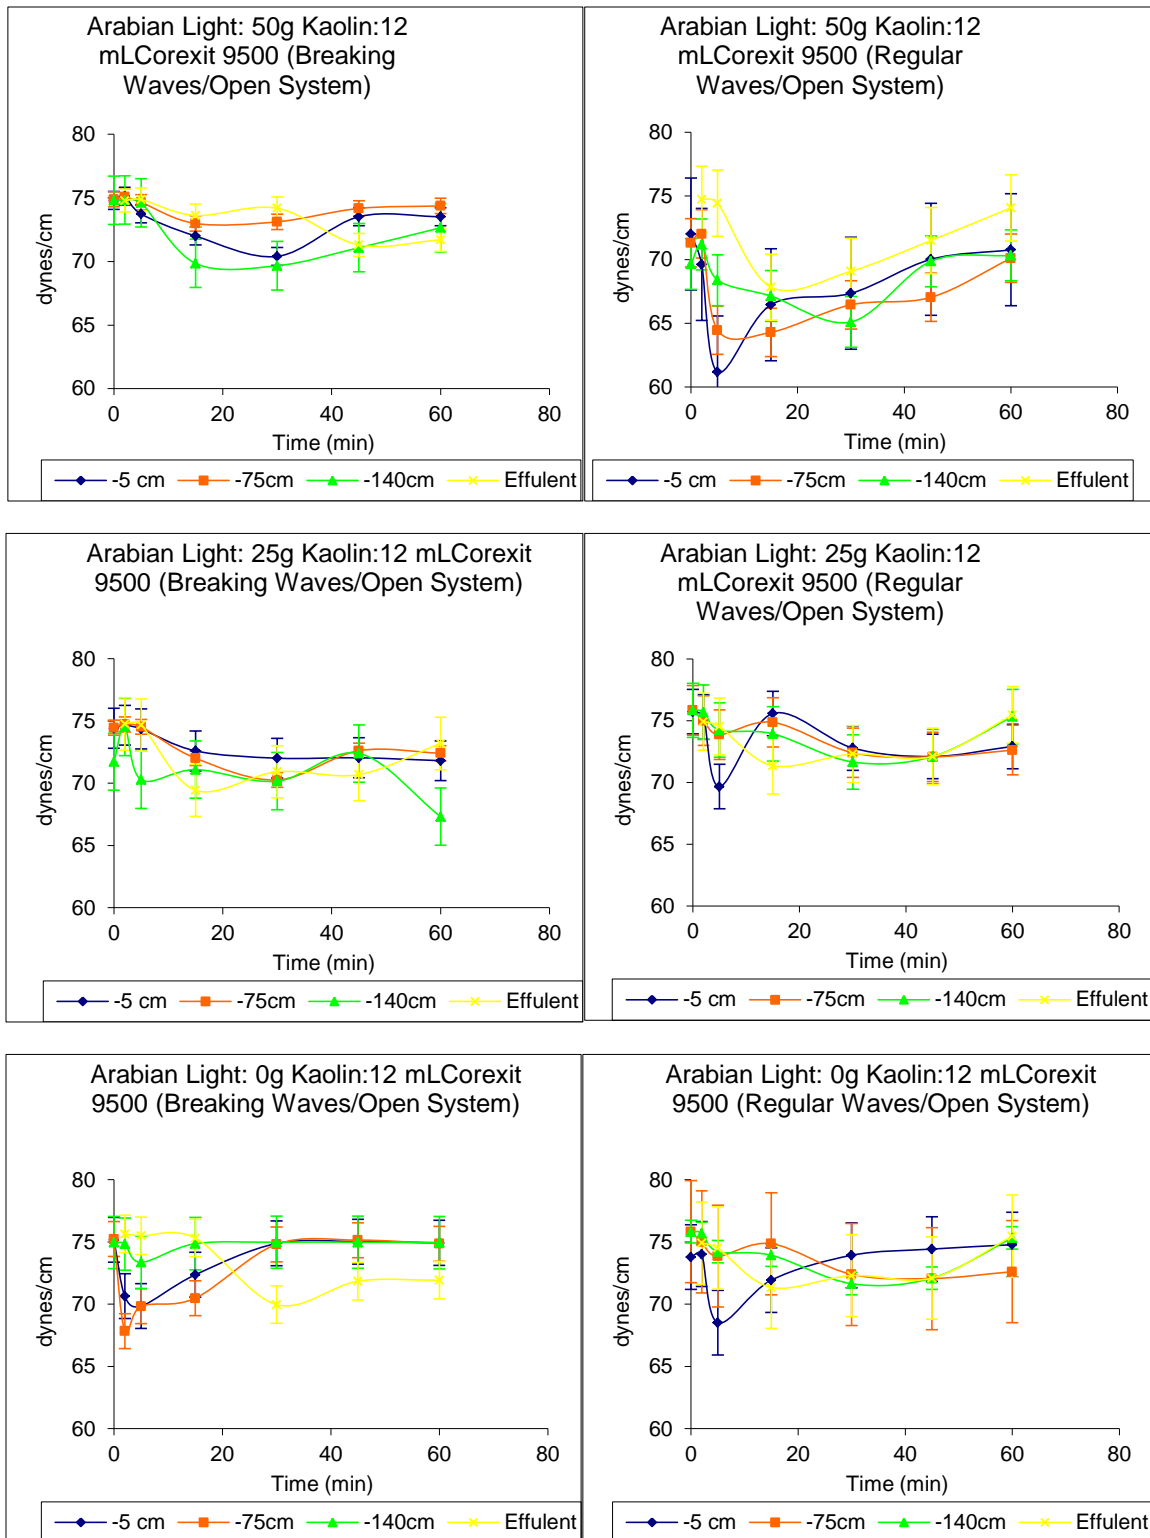 Arabian Light: 50g Kaolin:12
mLCorexit 9500 (Breaking
Waves/Open System)
80
75
70
65
60
dynes/cm
0 20 40 60 80
Time (min)
-5 cm -75cm -140cm Effulent
Arabian Light: 50g Kaolin:12
mLCorexit 9500 (Regular
Waves/Open System)
80
75
70
65
60
dynes/cm
0 20 40 60 80
Time (min)
-5 cm -75cm -140cm Effulent
Arabian Light: 25g Kaolin:12 mLCorexit
9500 (Breaking Waves/Open System)
80
75
70
65
60
dynes/cm
0 20 40 60 80
Time (min)
-5 cm -75cm -140cm Effulent
Arabian Light: 25g Kaolin:12
mLCorexit 9500 (Regular
Waves/Open System)
80
75
70
65
60
dynes/cm
0 20 40 60 80
Time (min)
-5 cm -75cm -140cm Effulent
Arabian Light: 0g Kaolin:12 mLCorexit
9500 (Breaking Waves/Open System)
80
75
70
65
60
dynes/cm
0 20 40 60 80
Time (min)
-5 cm -75cm -140cm Effulent
Arabian Light: 0g Kaolin:12 mLCorexit
9500 (Regular Waves/Open System)
80
75
70
65
60
dynes/cm
0 20 40 60 80
Time (min)
-5 cm -75cm -140cm Effulent